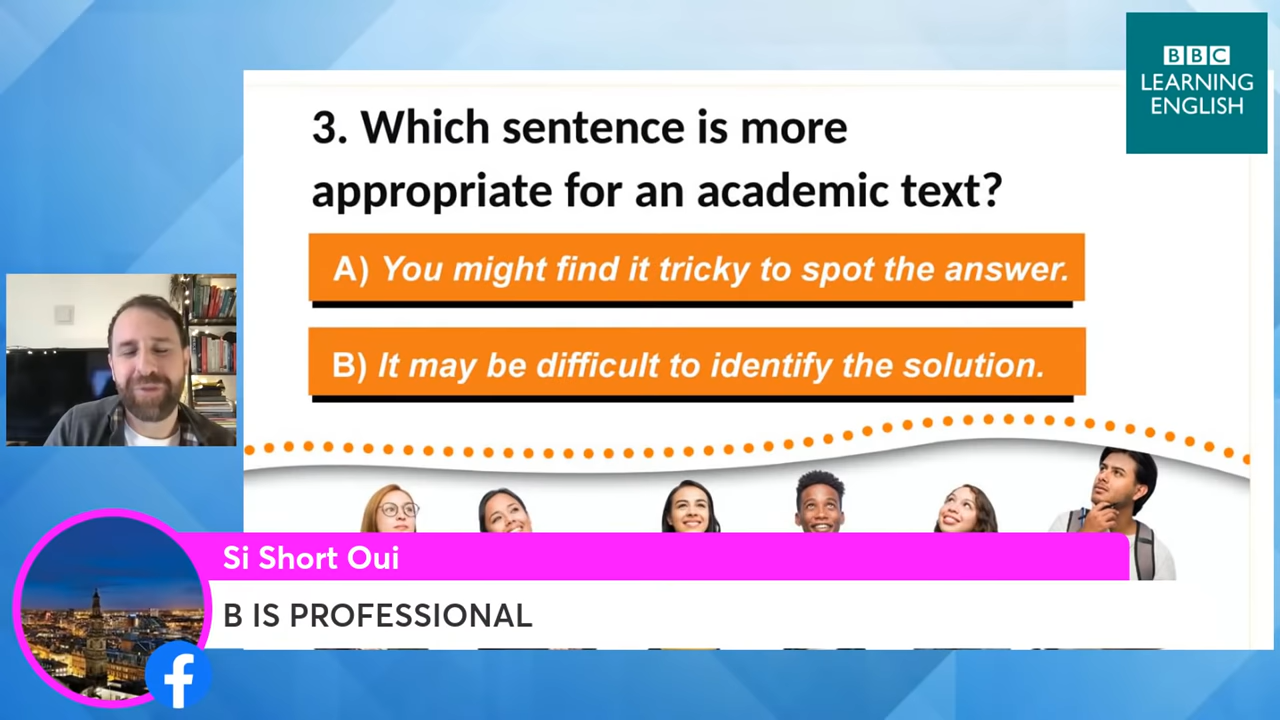 BBC
LEARNING
ENGLISH
3. Which sentence is more
appropriate for an academic text?
A) You might find it tricky to spot the answer.
B) It may be difficult to identify the solution.
Si Short Oui
B IS PROFESSIONAL